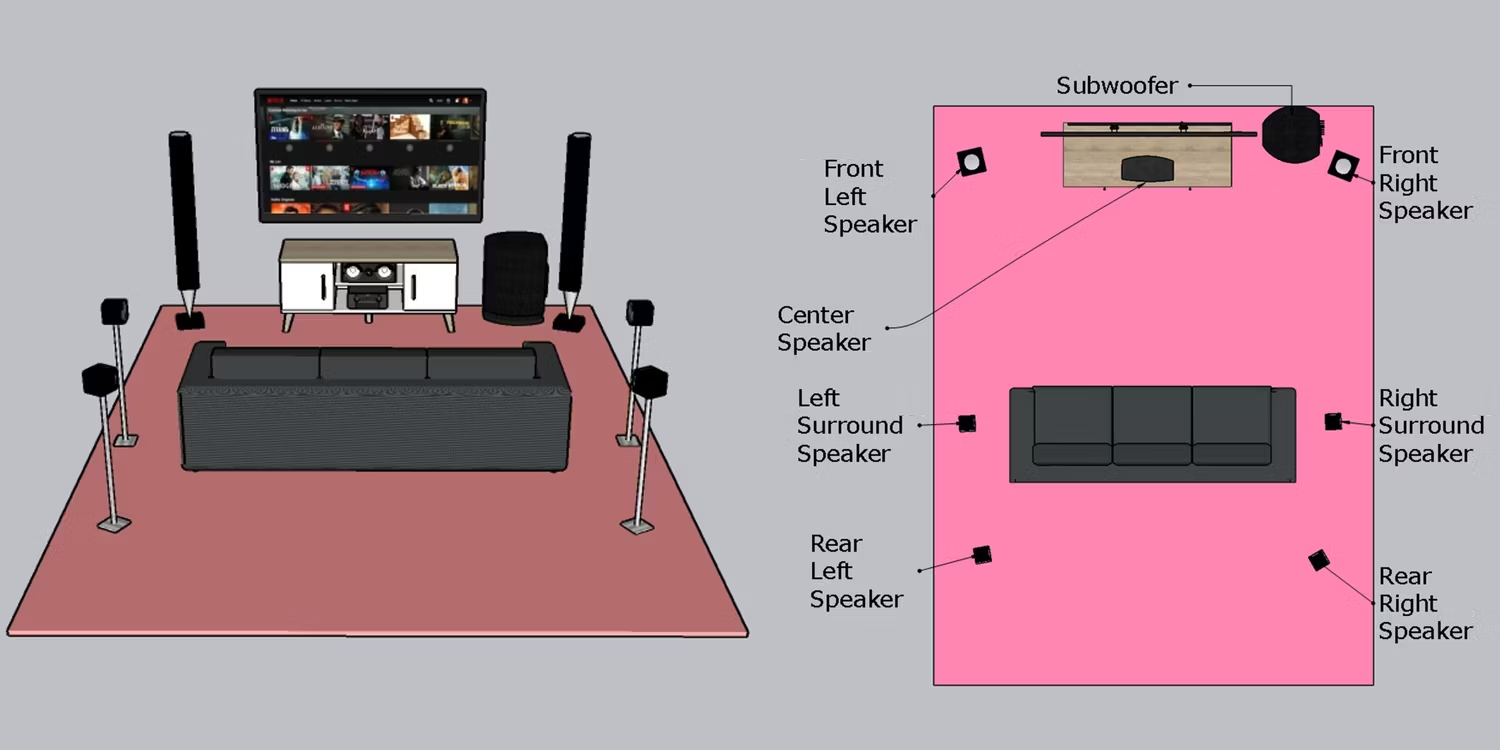 Subwoofer
Front
Left
Speaker
Front
Right
Speaker
Center
Speaker
Left
Surround
Speaker
Right
Surround
Speaker
Rear
Left
Speaker
Rear
Right
Speaker